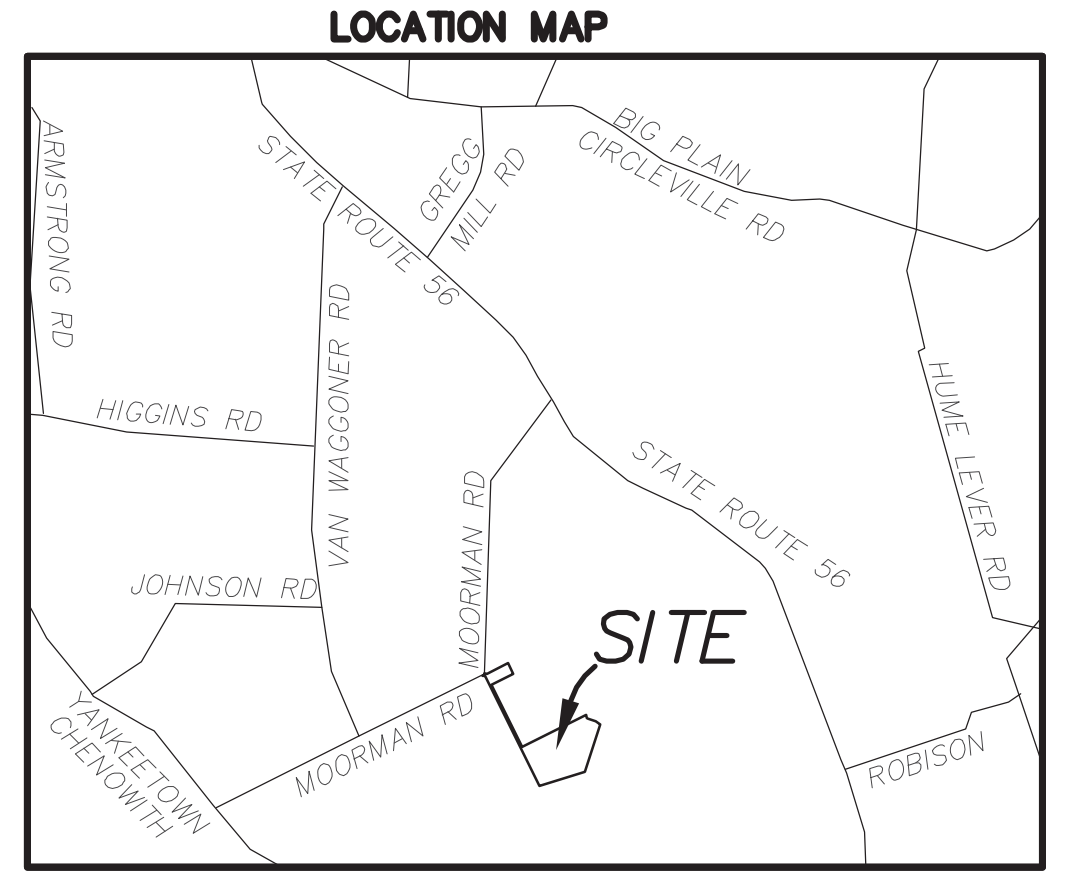 LOCATION MAP
BIG PLAIN
CIRCLEVILLE RD
ARMSTRONG RD
STATE ROUTE 56
GREGG
MILL RD
VAN WAGGONER RD
HIGGINS RD
HUME LEVER RD
STATE ROUTE 56
MOORMAN RD
JOHNSON RD
SITE
YANKEETOWN
CHENOWITH
MOORMAN RD
ROBISON